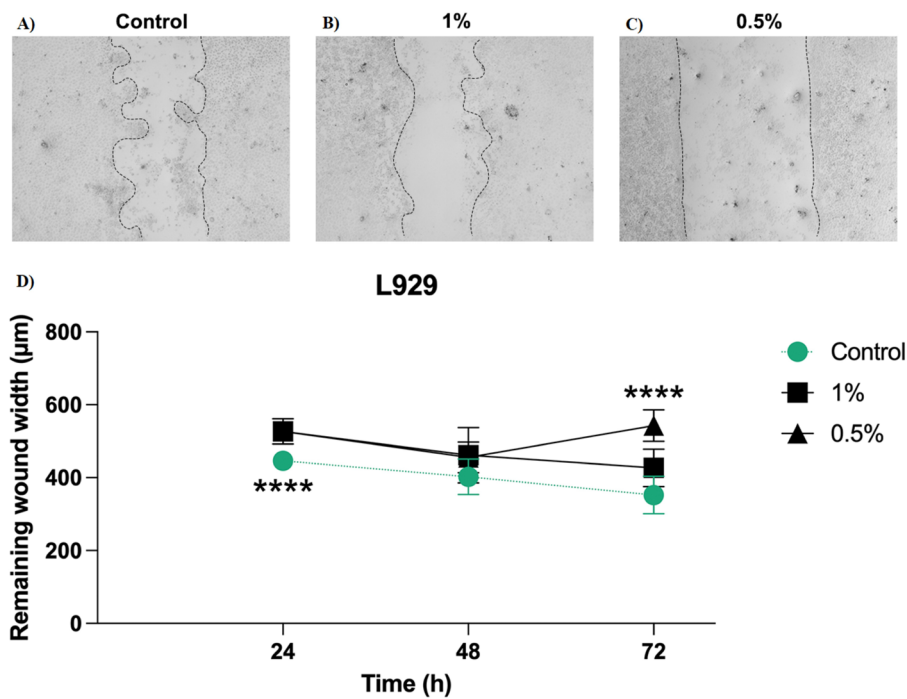 A) Control
B) 1%
C) 0.5%
D) L929
Remaining wound width (μm)
800
600
400
200
0
****
****
24 48 72
Time (h)
Control
1%
0.5%